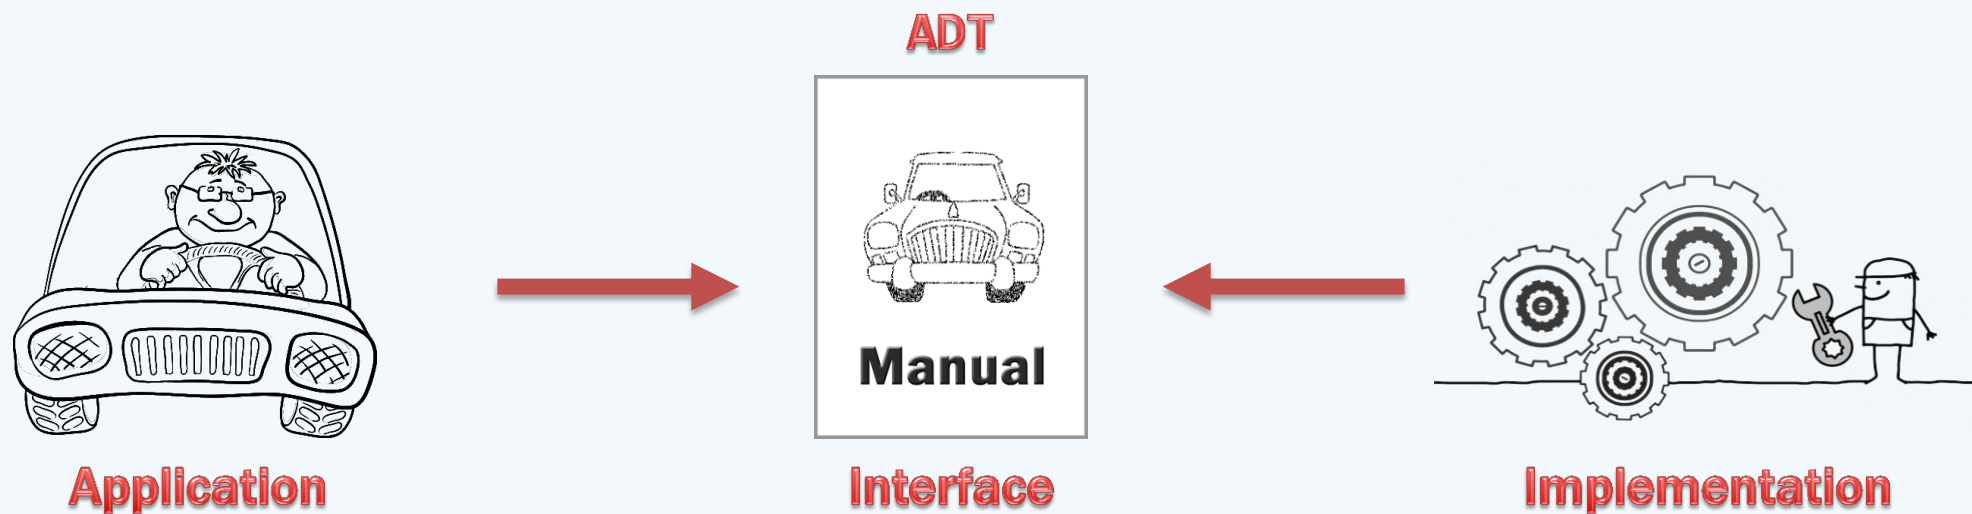 ADT
Manual
Application
Interface
Implementation